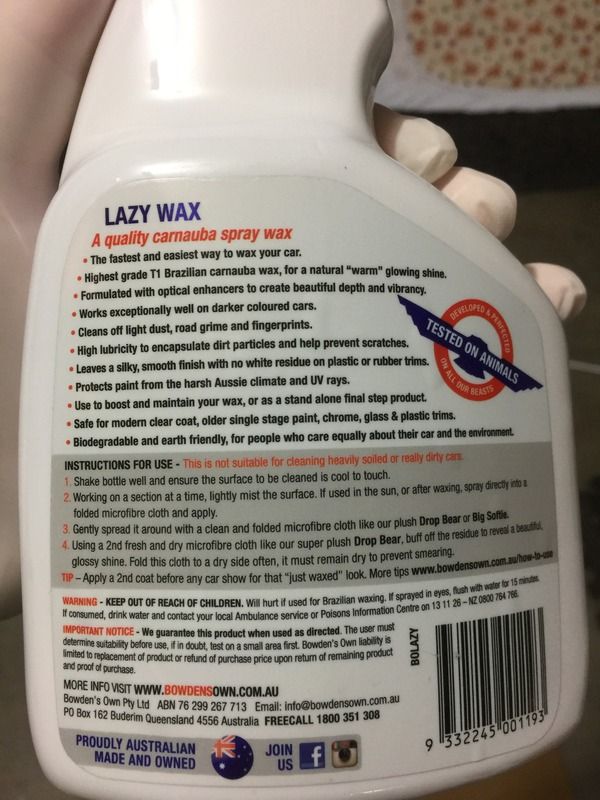 LAZY WAX
A quality carnauba spray wax
• The fastest and easiest way to wax your car.
• Highest grade T1 Brazilian carnauba wax, for a natural "warm" glowing shine.
• Formulated with optical enhancers to create beautiful depth and vibrancy.
• Works exceptionally well on darker coloured cars.
• Cleans off light dust, road grime and fingerprints.
• High lubricity to encapsulate dirt particles and help prevent scratches.
• Leaves a silky, smooth finish with no white residue on plastic or rubber trims.
• Protects paint from the harsh Aussie climate and UV rays.
• Use to boost and maintain your wax, or as a stand alone final step product.
• Safe for modern clear coat, older single stage paint, chrome, glass & plastic trims.
• Biodegradable and earth friendly, for people who care equally about their car and the environment.
DEVELOPED & PERFECTED
TESTED ON ANIMALS
ON ALL OUR BEASTS
INSTRUCTIONS FOR USE - This is not suitable for cleaning heavily soiled or really dirty cars.
1. Shake bottle well and ensure the surface to be cleaned is cool to touch.
2. Working on a section at a time, lightly mist the surface. If used in the sun, or after waxing, spray directly into a
folded microfibre cloth and apply.
3. Gently spread it around with a clean and folded microfibre cloth like our plush Drop Bear or Big Softie.
4. Using a 2nd fresh and dry microfibre cloth like our super plush Drop Bear, buff off the residue to reveal a beautiful,
glossy shine. Fold this cloth to a dry side often, it must remain dry to prevent smearing.
TIP - Apply a 2nd coat before any car show for that "just waxed" look. More tips www.bowdensown.com.au/how-to-use
WARNING - KEEP OUT OF REACH OF CHILDREN. Will hurt if used for Brazilian waxing. If sprayed in eyes, flush with water for 15 minutes.
If consumed, drink water and contact your local Ambulance service or Poisons Information Centre on 13 11 26 - NZ 0800 764 766.
IMPORTANT NOTICE - We guarantee this product when used as directed. The user must
determine suitability before use, if in doubt, test on a small area first. Bowden's Own liability is
limited to replacement of product or refund of purchase price upon return of remaining product
and proof of purchase.
MORE INFO VISIT WWW.BOWDENSOWN.COM.AU
Bowden's Own Pty Ltd ABN 76 299 267 713 Email: info@bowdensown.com.au
PO Box 162 Buderim Queensland 4556 Australia FREECALL 1800 351 308
BOLAZY
9 332245 001193
PROUDLY AUSTRALIAN
MADE AND OWNED
JOIN
US
f